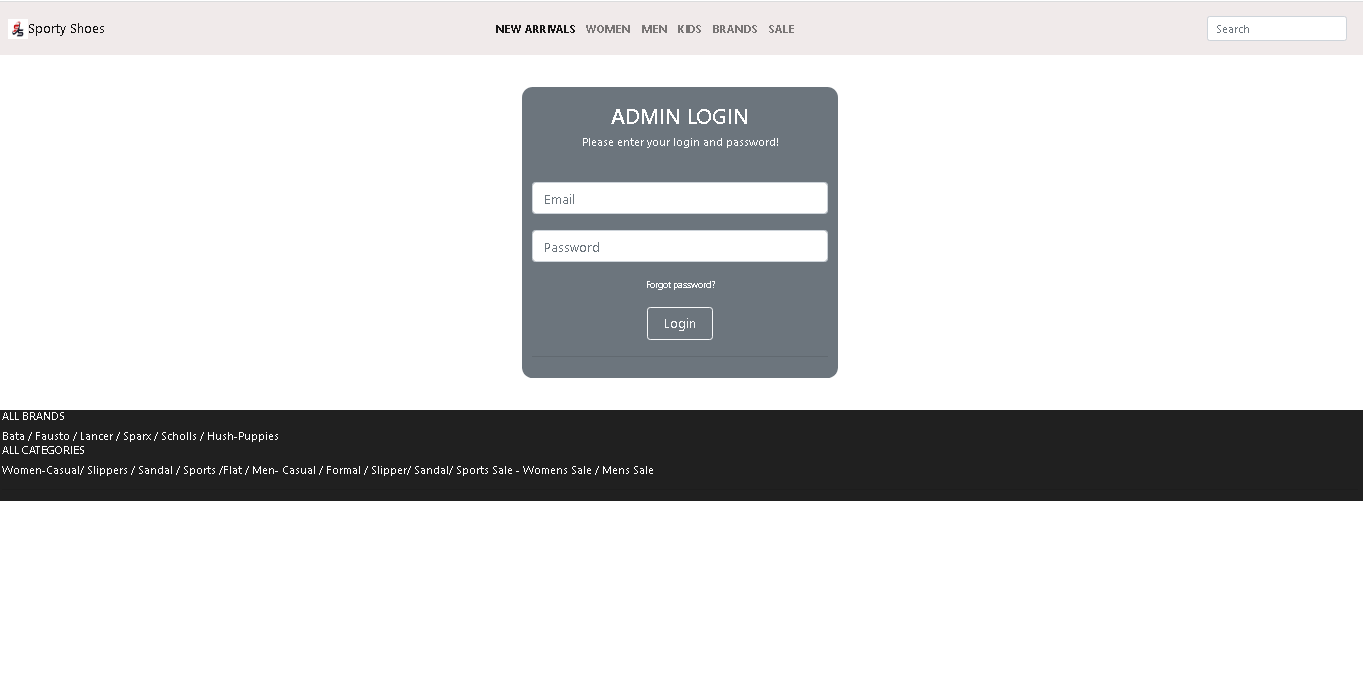 Sporty Shoes
NEW ARRIVALS WOMEN MEN KIDS BRANDS SALE
Search
ADMIN LOGIN
Please enter your login and password!
Email
Password
Forgot password?
Login
ALL BRANDS
Bata / Fausto / Lancer / Sparx / Scholls / Hush-Puppies
ALL CATEGORIES
Women-Casual/ Slippers / Sandal / Sports /Flat / Men- Casual / Formal / Slipper/ Sandal/ Sports Sale - Womens Sale / Mens Sale